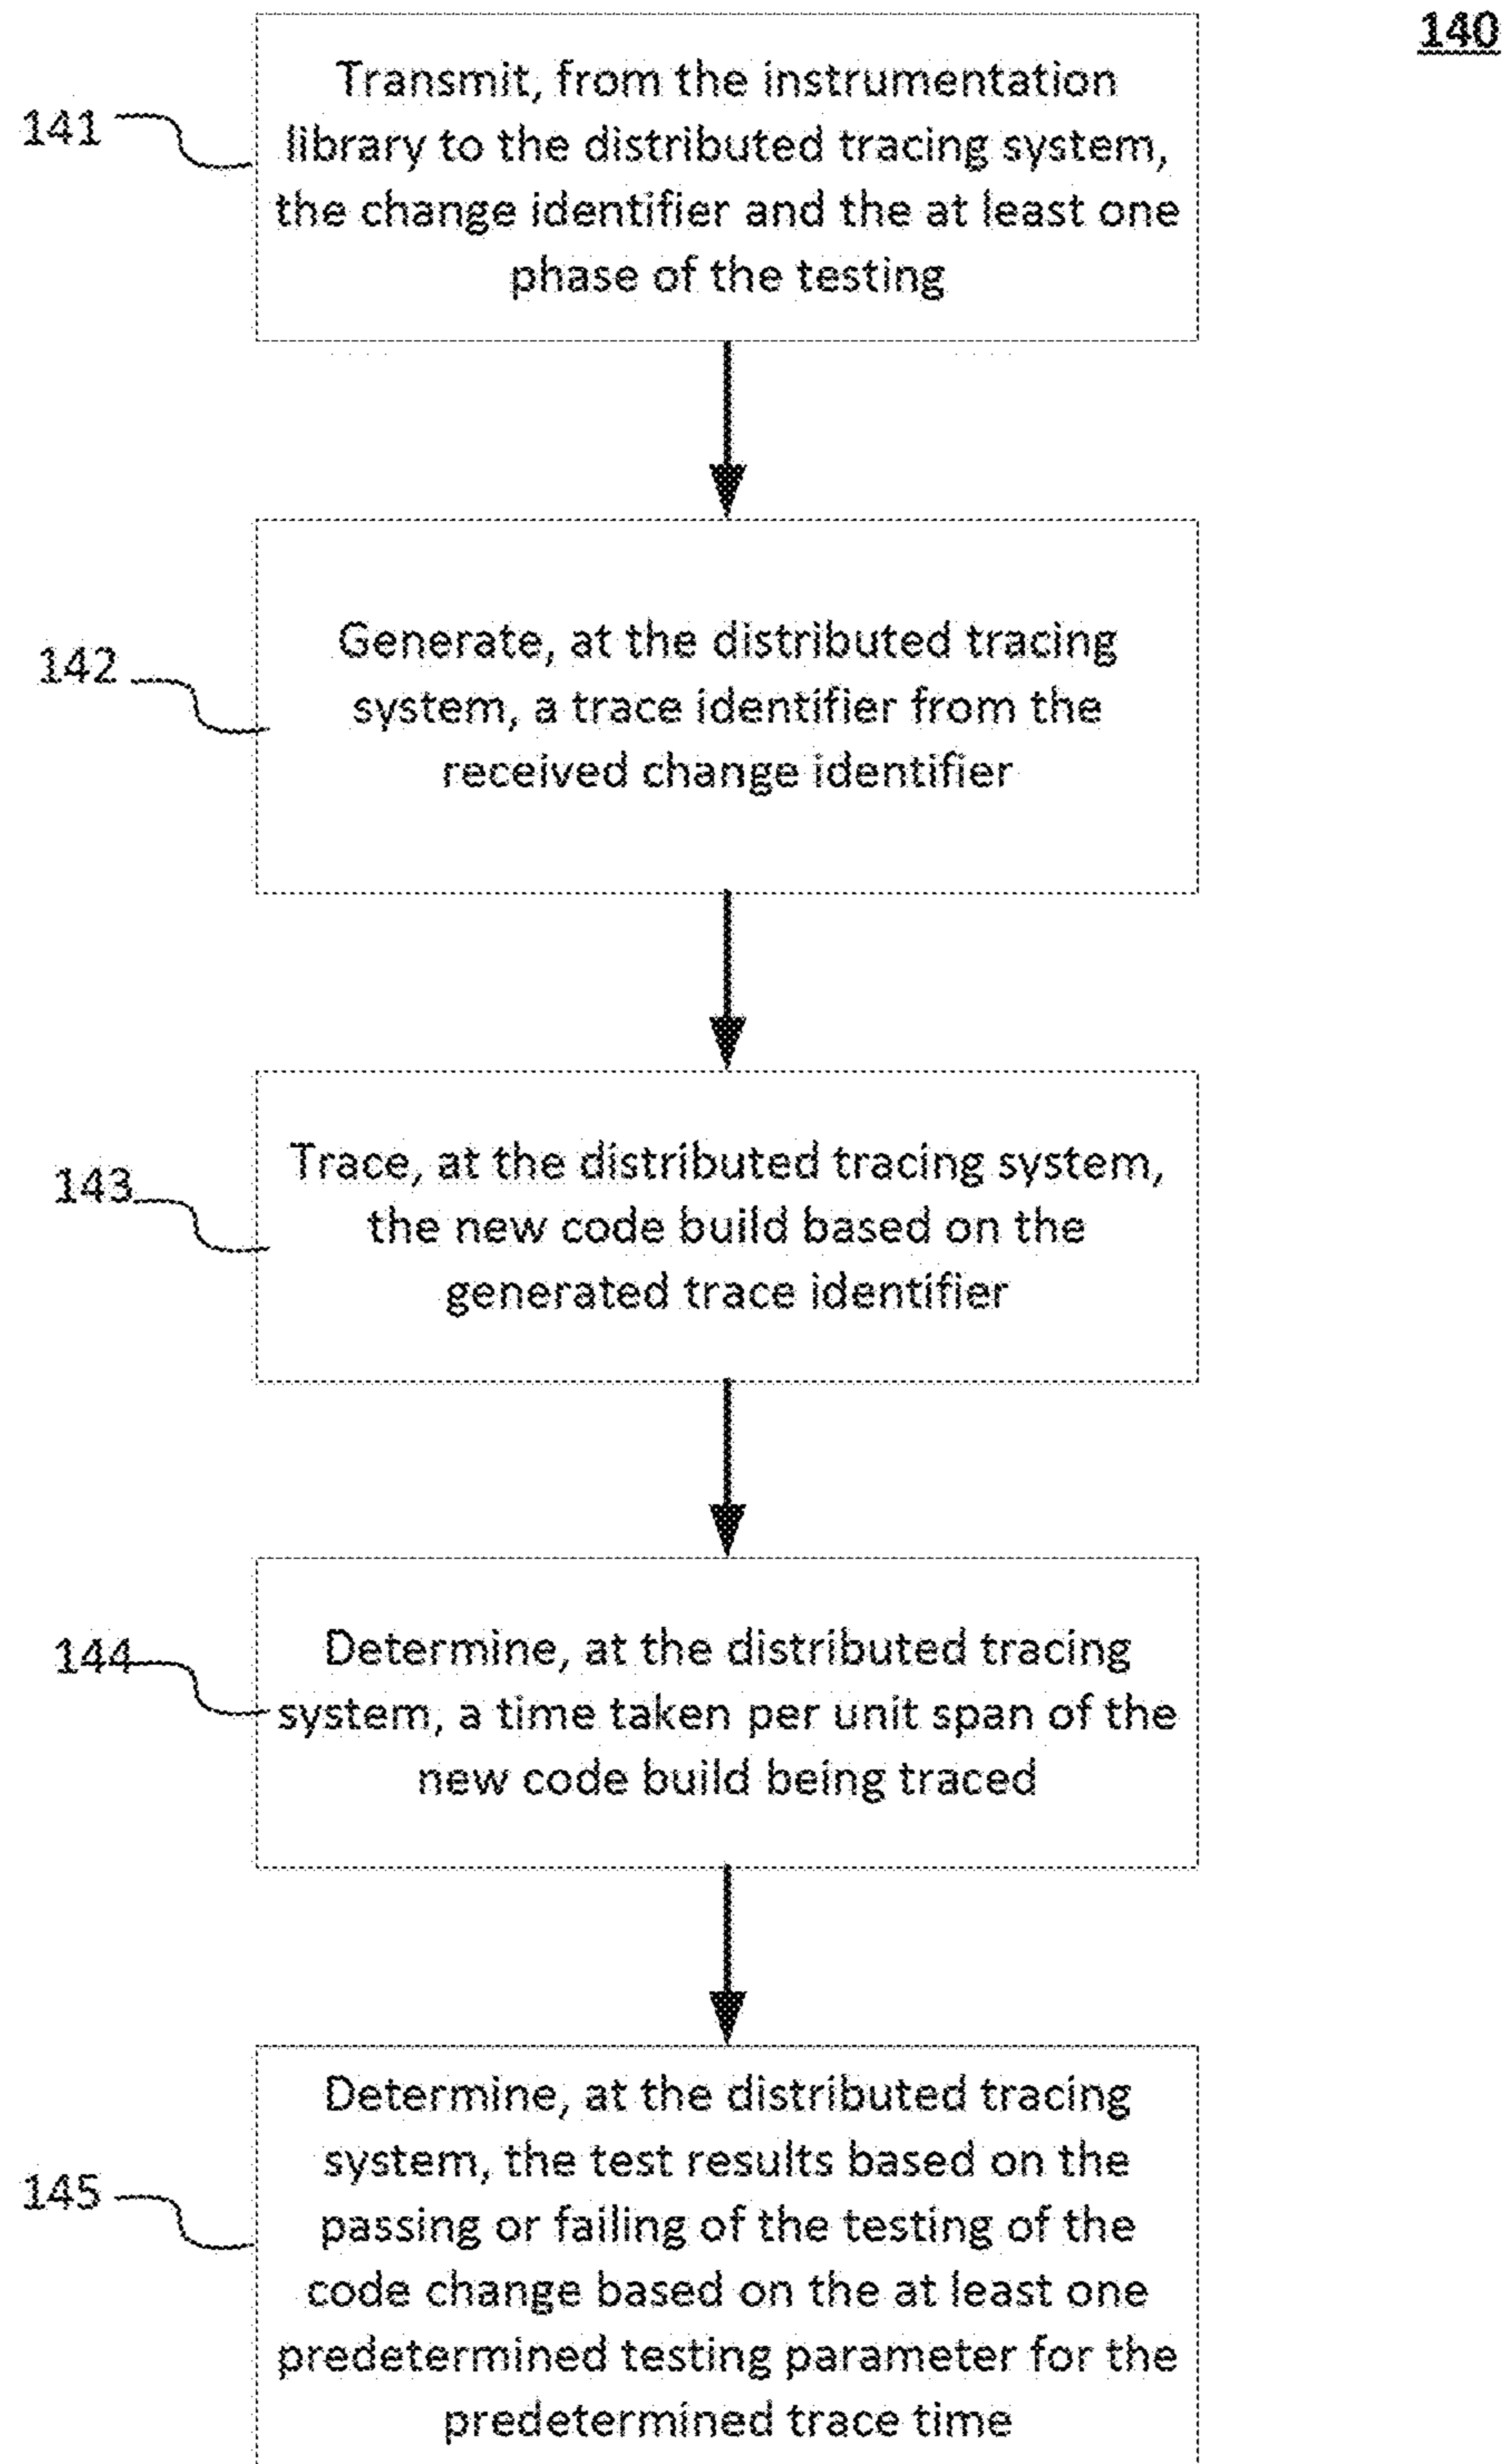 140
141
Transmit, from the instrumentation
library to the distributed tracing system,
the change identifier and the at least one
phase of the testing
142
Generate, at the distributed tracing
system, a trace identifier from the
received change identifier
143
Trace, at the distributed tracing system,
the new code build based on the
generated trace identifier
144
Determine, at the distributed tracing
system, a time taken per unit span of the
new code build being traced
145
Determine, at the distributed tracing
system, the test results based on the
passing or failing of the testing of the
code change based on the at least one
predetermined testing parameter for the
predetermined trace time